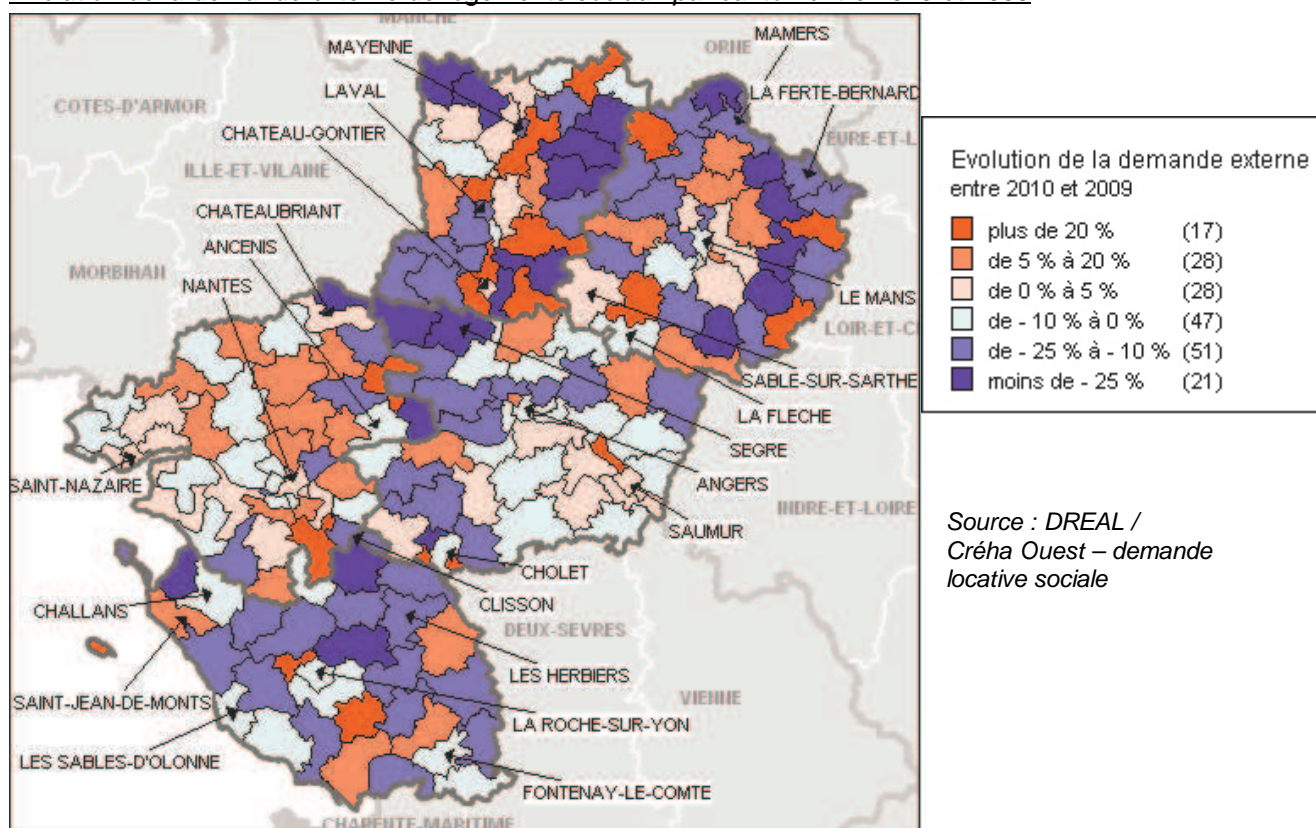 MARCHE
MAYENNE
ORNE
MAMERS
LAVAL
LA FERTE-BERNARD
COTES-D'ARMOR
CHATEAU-GONTIER
EURE-ET-L
ILLE-ET-VILAINE
CHATEAUBRIANT
ANCENIS
MORBIHAN
NANTES
LE MANS
LOIR-ET-C
SABLE-SUR-SARTHE
LA FLECHE
SEGRE
SAINT-NAZAIRE
ANGERS
INDRE-ET-LOIRE
SAUMUR
CHOLET
CHALLANS
CLISSON
DEUX-SEVRES
LES HERBIERS
SAINT-JEAN-DE-MONTS
VIENNE
LA ROCHE-SUR-YON
LES SABLES-D'OLONNE
FONTENAY-LE-COMTE
CHARENTE-MARITIME
Evolution de la demande externe
entre 2010 et 2009
plus de 20 % (17)
de 5 % à 20 % (28)
de 0 % à 5 % (28)
de - 10 % à 0 % (47)
de - 25 % à - 10 % (51)
moins de - 25 % (21)
Source : DREAL /
Créha Ouest – demande
locative sociale